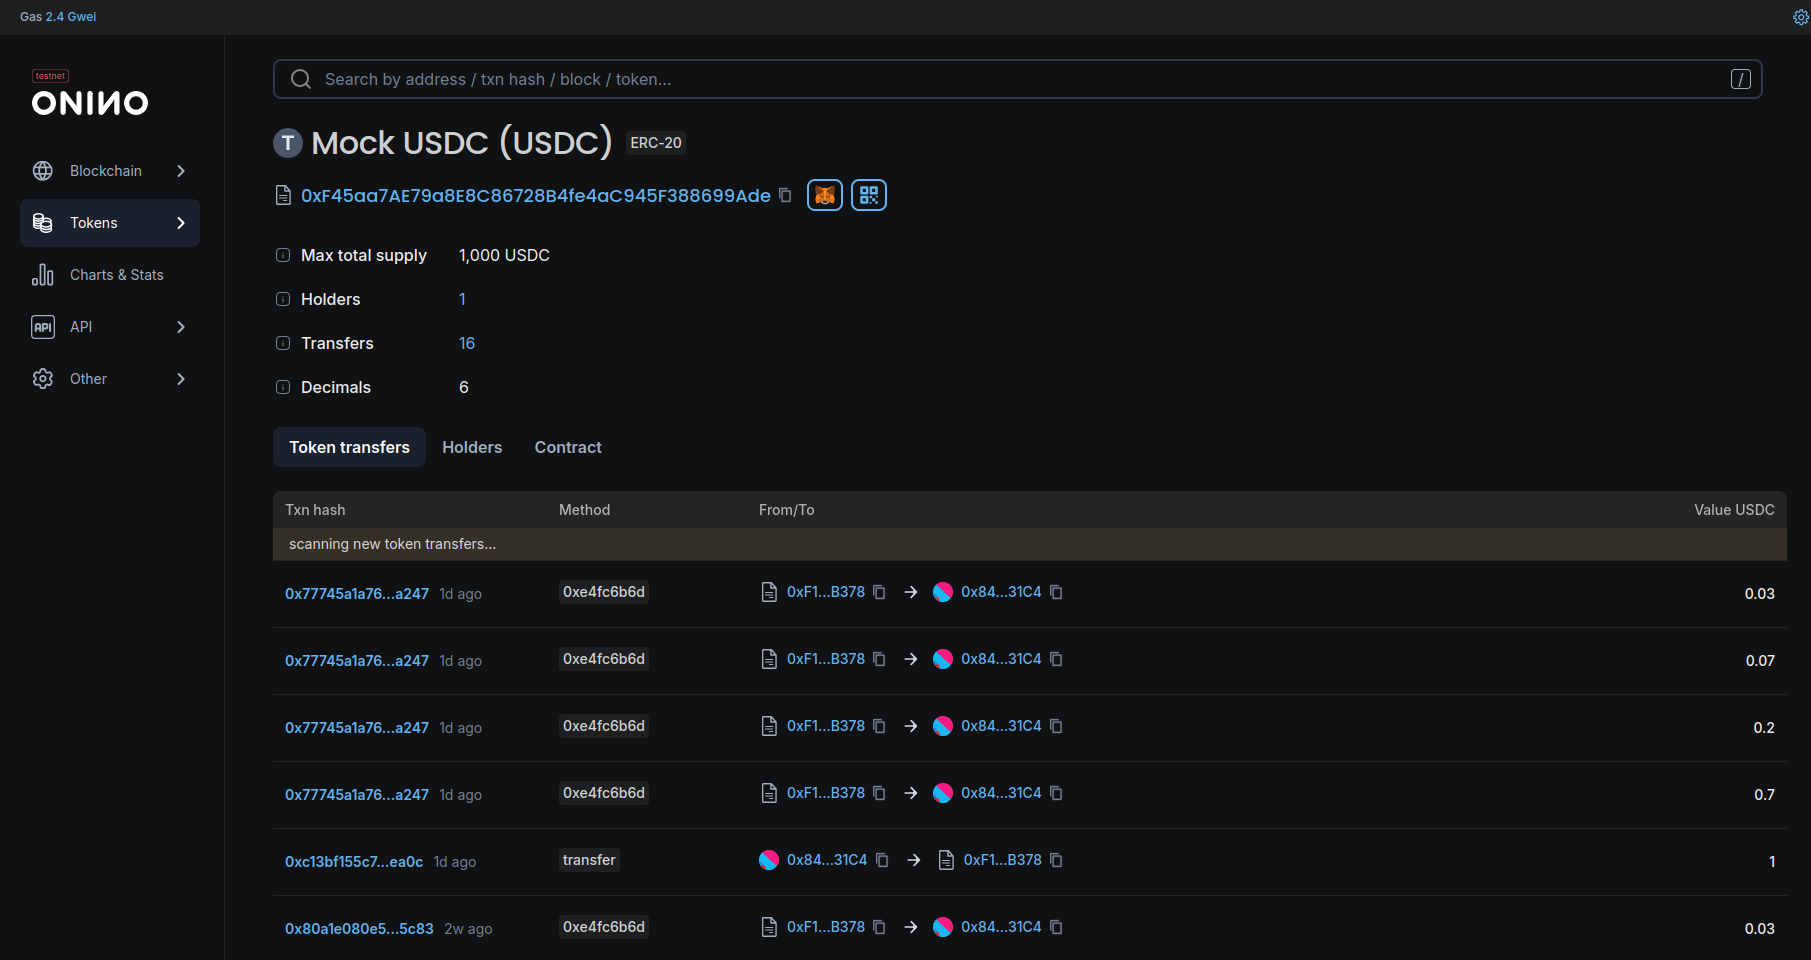 Gas 2.4 Gwei
testnet
ONINO
Blockchain
Tokens
Charts & Stats
API API
Other
Search by address / txn hash / block / token... /
T Mock USDC (USDC) ERC-20
0xF45aa7AE79a8E8C86728B4fe4aC945F388699Ade
Max total supply 1,000 USDC
Holders 1
Transfers 16
Decimals 6
Token transfers Holders Contract
Txn hash Method From/To Value USDC
scanning new token transfers...
0x77745a1a76...a247 1d ago 0xe4fc6b6d 0xF1...B378 → 0x84...31C4 0.03
0x77745a1a76...a247 1d ago 0xe4fc6b6d 0xF1...B378 → 0x84...31C4 0.07
0x77745a1a76...a247 1d ago 0xe4fc6b6d 0xF1...B378 → 0x84...31C4 0.2
0x77745a1a76...a247 1d ago 0xe4fc6b6d 0xF1...B378 → 0x84...31C4 0.7
0xc13bf155c7...ea0c 1d ago transfer 0x84...31C4 → 0xF1...B378 1
0x80a1e080e5...5c83 2w ago 0xe4fc6b6d 0xF1...B378 → 0x84...31C4 0.03